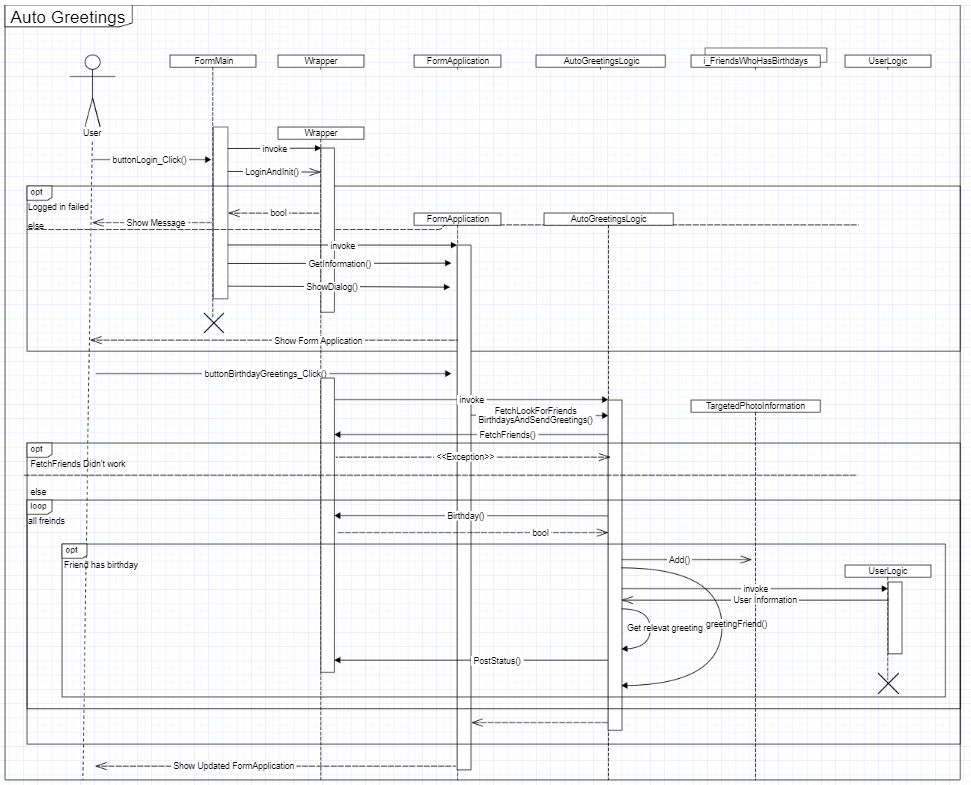 Auto Greetings
FormMain
Wrapper
FormApplication
AutoGreetingsLogic
i_FriendsWhoHasBirthdays
UserLogic
User
Wrapper
invoke
buttonLogin_Click()
LoginAndInit()
opt
Logged in failed
bool
Show Message
FormApplication
AutoGreetingsLogic
else
invoke
GetInformation()
ShowDialog()
Show Form Application
buttonBirthdayGreetings_Click()
invoke
TargetedPhotoInformation
FetchLookForFriends
BirthdaysAndSendGreetings()
FetchFriends()
opt
<<Exception>>
FetchFriends Didn't work
else
loop
all freinds
Birthday()
bool
opt
Friend has birthday
Add()
UserLogic
invoke
User Information
Get relevat greeting
greetingFriend()
PostStatus()
Show Updated FormApplication